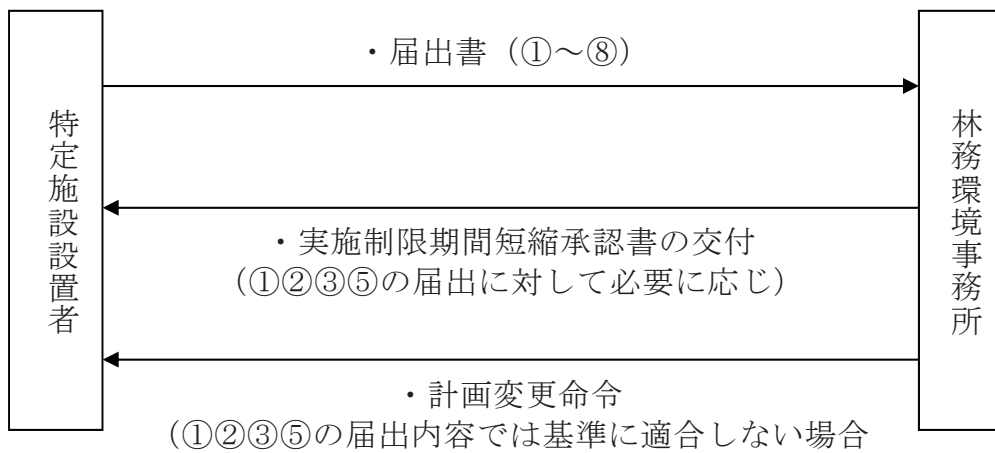 ・届出書（①～⑧）
特定施設設置者
林務環境事務所
・実施制限期間短縮承認書の交付
（①②③⑤の届出に対して必要に応じ）
・計画変更命令
（①②③⑤の届出内容では基準に適合しない場合